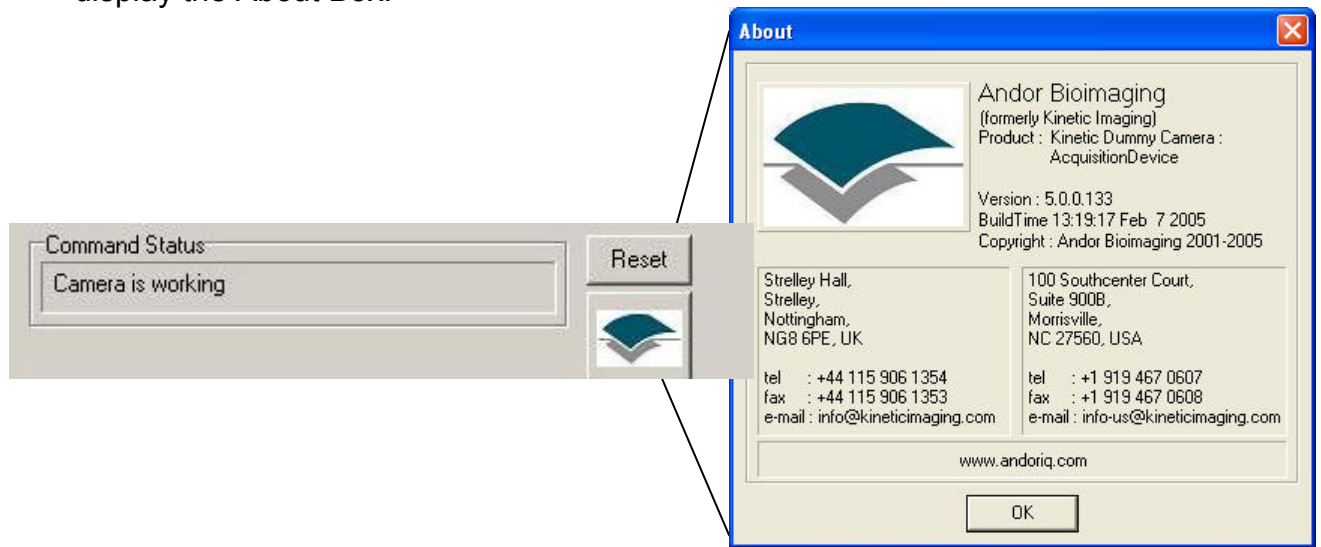 display the About Box.
Command Status
Camera is working
Reset
About
Andor Bioimaging
(formerly Kinetic Imaging)
Product : Kinetic Dummy Camera :
AcquisitionDevice
Version : 5.0.0.133
BuildTime 13:19:17 Feb 7 2005
Copyright : Andor Bioimaging 2001-2005
Strelley Hall,
Strelley,
Nottingham,
NG8 6PE, UK
tel : +44 115 906 1354
fax : +44 115 906 1353
e-mail : info@kineticimaging.com
100 Southcenter Court,
Suite 900B,
Morrisville,
NC 27560, USA
tel : +1 919 467 0607
fax : +1 919 467 0608
e-mail : info-us@kineticimaging.com
www.andoriq.com
OK